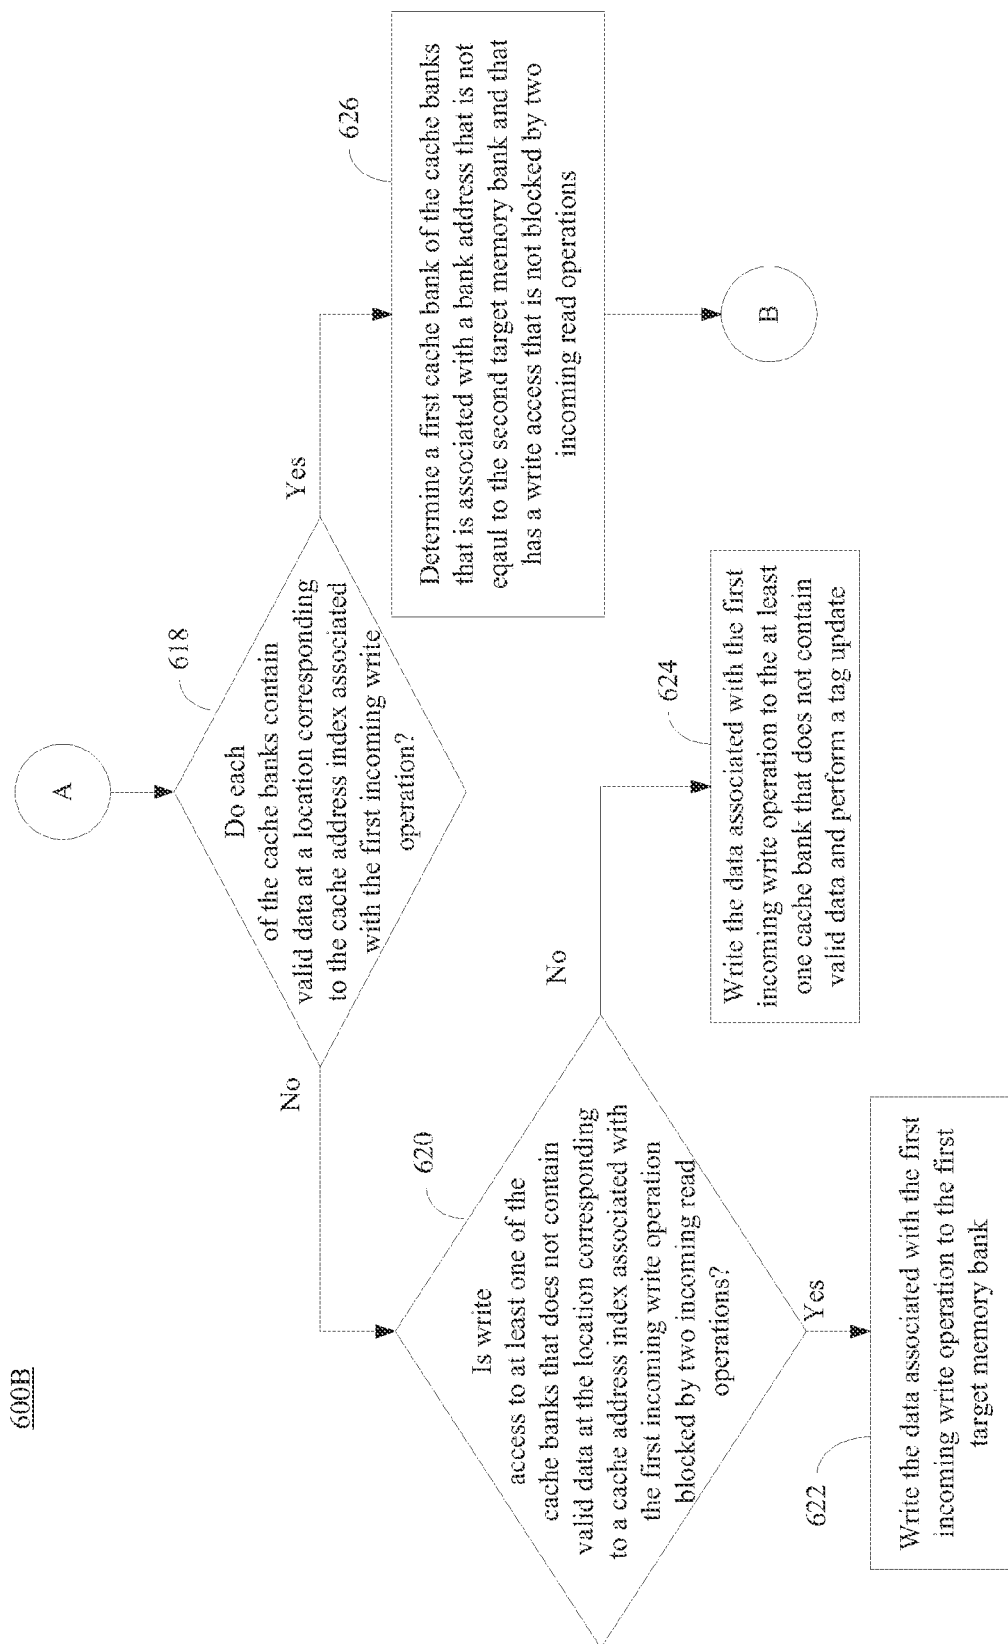 600B
A
Do each
of the cache banks contain
valid data at a location corresponding
to the cache address index associated
with the first incoming write
operation?
618
No
Yes
Is write
access to at least one of the
cache banks that does not contain
valid data at the location corresponding
to a cache address index associated with
the first incoming write operation
blocked by two incoming read
operations?
620
Yes
No
Write the data associated with the first
incoming write operation to the first
target memory bank
622
Write the data associated with the first
incoming write operation to the at least
one cache bank that does not contain
valid data and perform a tag update
624
Determine a first cache bank of the cache banks
that is associated with a bank address that is not
eqaul to the second target memory bank and that
has a write access that is not blocked by two
incoming read operations
626
B